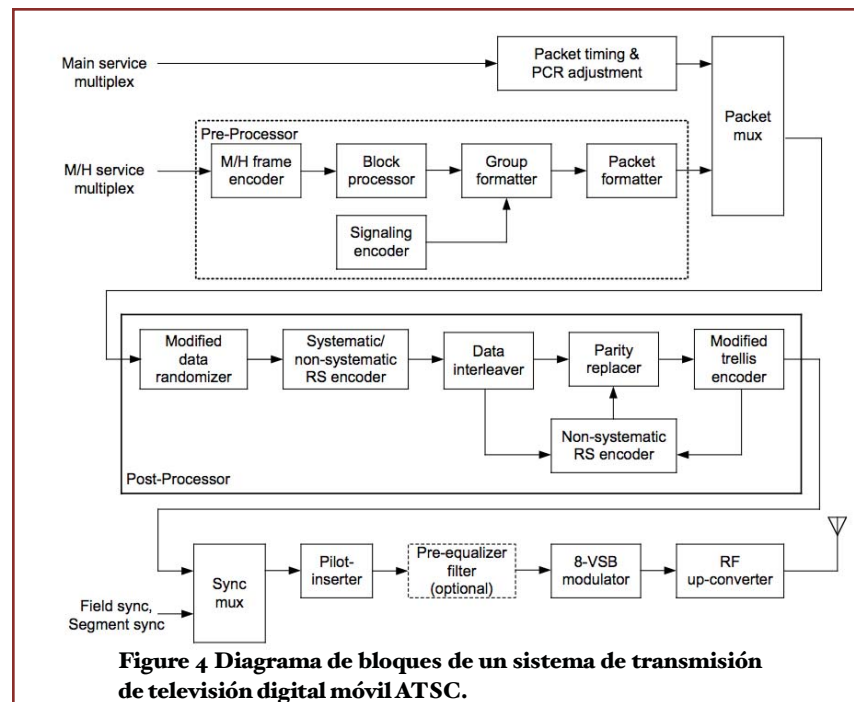 Main service
multiplex
Packet timing &
PCR adjustment
Packet
mux
Pre-Processor
M/H service
multiplex
M/H frame
encoder
Block
processor
Group
formatter
Packet
formatter
Signaling
encoder
Modified
data
randomizer
Systematic/
non-systematic
RS encoder
Data
interleaver
Parity
replacer
Modified
trellis
encoder
Non-systematic
RS encoder
Post-Processor
Field sync,
Segment sync
Sync
mux
Pilot-
inserter
Pre-equalizer
filter
(optional)
8-VSB
modulator
RF
up-converter
Figure 4 Diagrama de bloques de un sistema de transmisión
de televisión digital móvil ATSC.